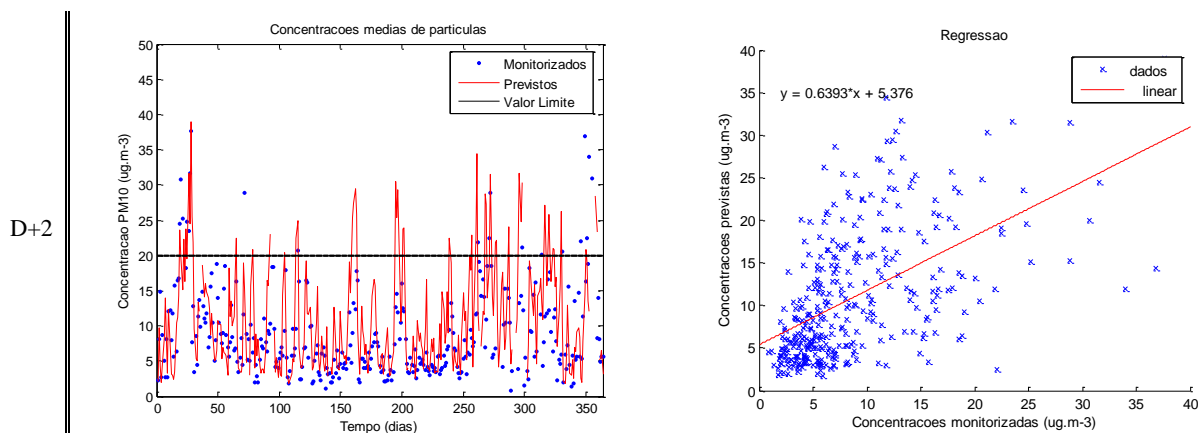 D+2
Concentracoes medias de particulas
Concentracao PM10 (ug.m-3)
50
45
40
35
30
25
20
15
10
5
0
0
50
100
150
200
250
300
350
Tempo (dias)
Monitorizados
Previstos
Valor Limite
Regressao
Concentracoes previstas (ug.m-3)
40
35
30
25
20
15
10
5
0
0
5
10
15
20
25
30
35
40
Concentracoes monitorizadas (ug.m-3)
y = 0.6393*x + 5.376
dados
linear